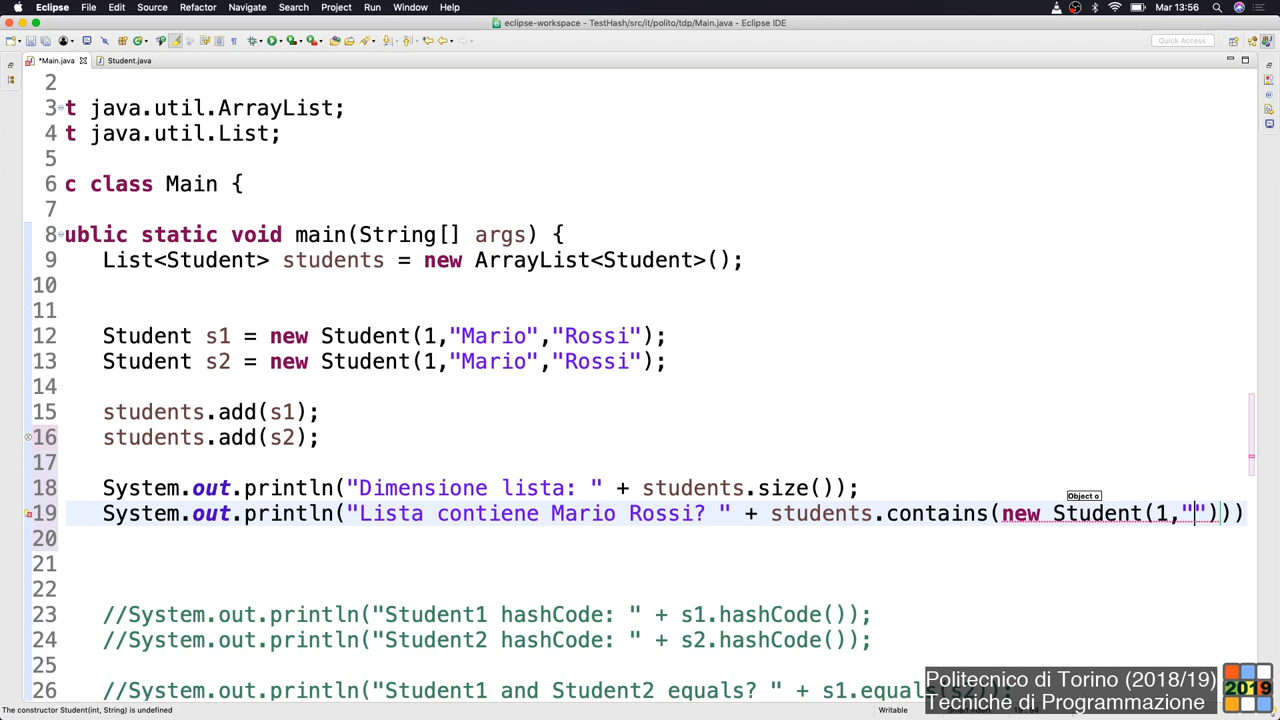 Eclipse File Edit Source Refactor Navigate Search Project Run Window Help
Mar 13:56
eclipse-workspace - TestHash/src/it/polito/tdp/Main.java - Eclipse IDE
Quick Access
*Main.java Student.java
2
3 t java.util.ArrayList;
4 t java.util.List;
5
6 c class Main {
7
8 ublic static void main(String[] args) {
9 List<Student> students = new ArrayList<Student>();
10
11
12 Student s1 = new Student(1,"Mario","Rossi");
13 Student s2 = new Student(1,"Mario","Rossi");
14
15 students.add(s1);
16 students.add(s2);
17
18 System.out.println("Dimensione lista: " + students.size());
Object o
19 System.out.println("Lista contiene Mario Rossi? " + students.contains(new Student(1,"")))
20
21
22
23 //System.out.println("Student1 hashCode: " + s1.hashCode());
24 //System.out.println("Student2 hashCode: " + s2.hashCode());
25
26 //System.out.println("Student1 and Student2 equals? " + s1.equals(s2));
Politecnico di Torino (2018/19)
Tecniche di Programmazione
2019
The constructor Student(int, String) is undefined
Writable